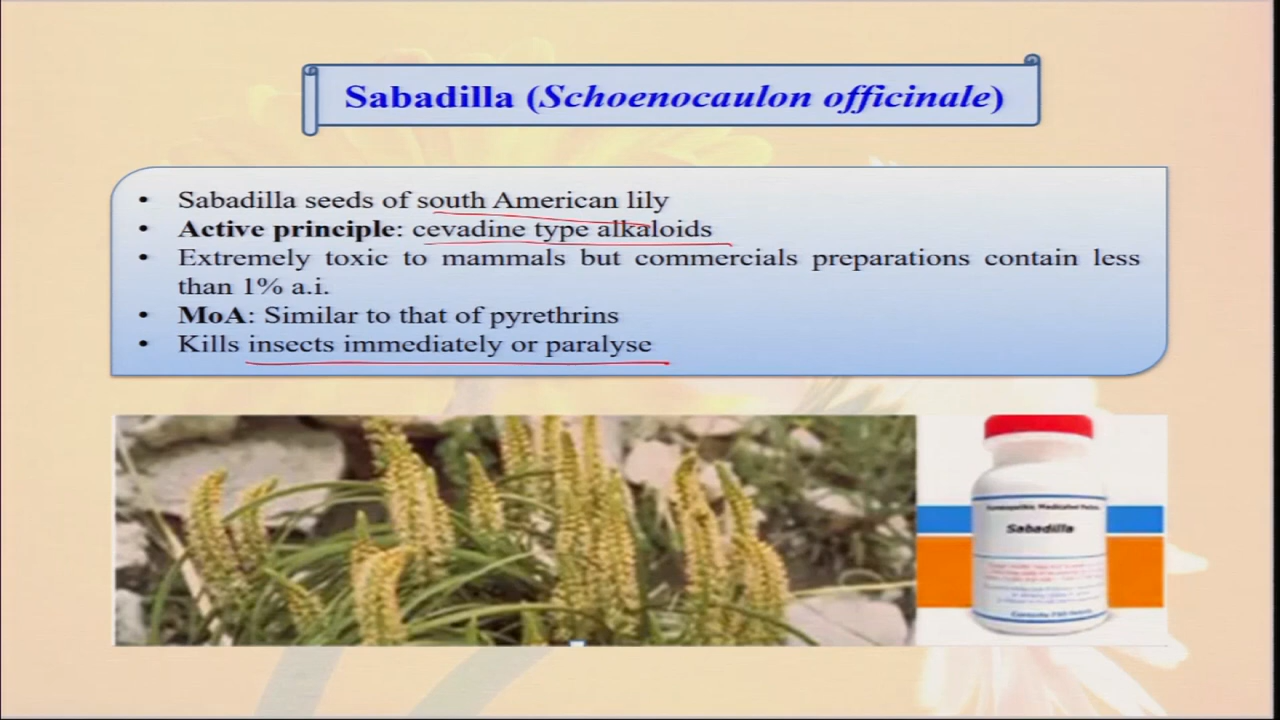 Sabadilla (Schoenocaulon officinale)
• Sabadilla seeds of south American lily
• Active principle: cevadine type alkaloids
• Extremely toxic to mammals but commercials preparations contain less
than 1% a.i.
• MoA: Similar to that of pyrethrins
• Kills insects immediately or paralyse
Sabadilla